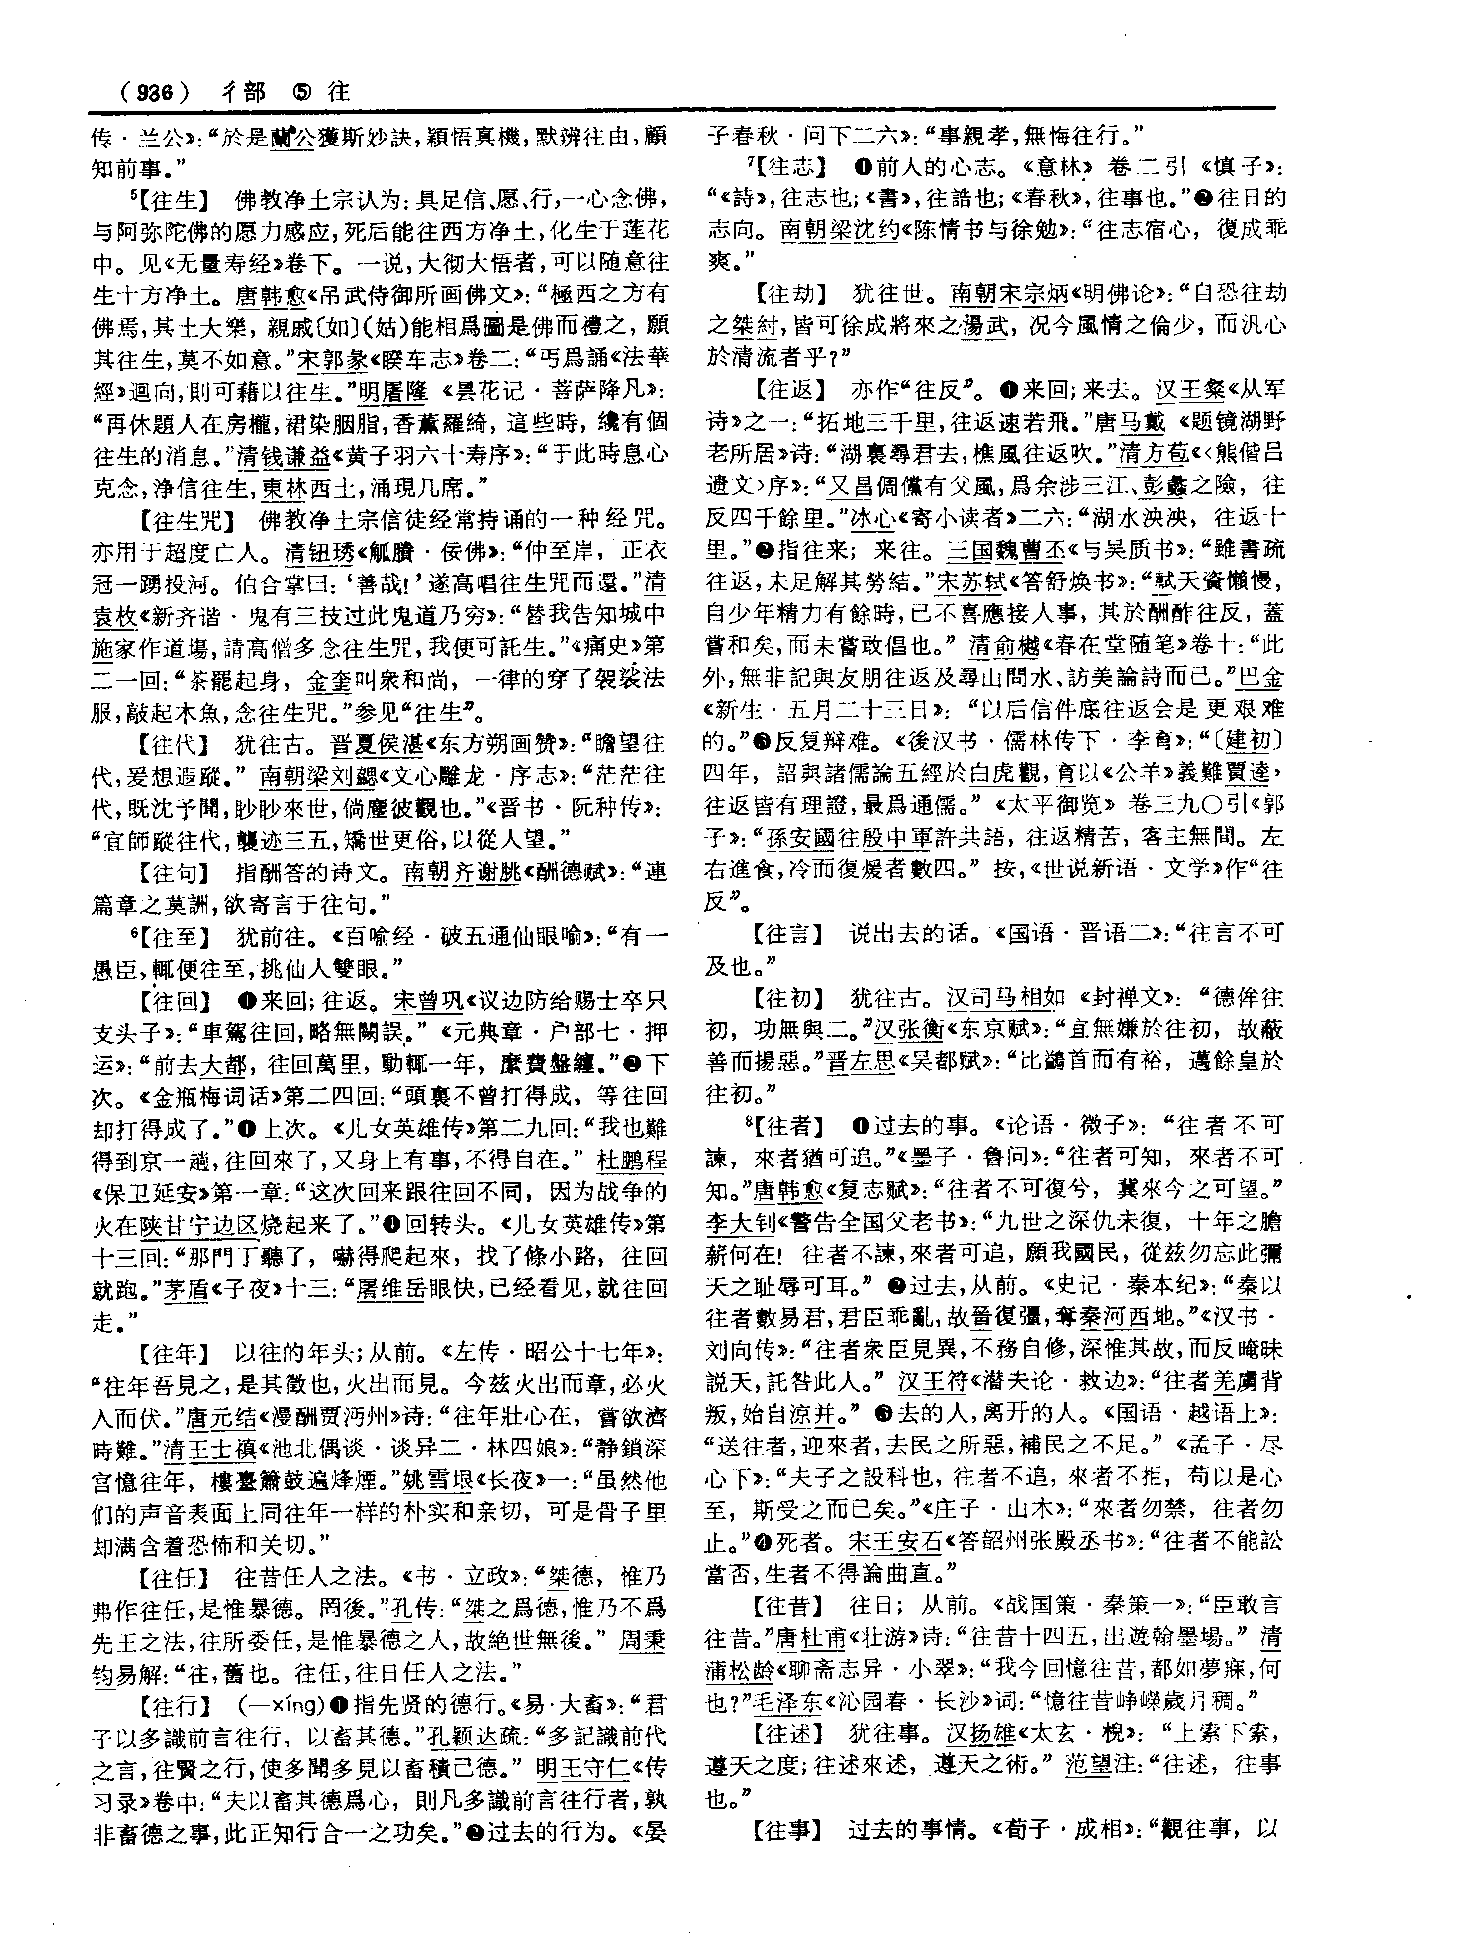 （936） 彳部 ⑤ 往
传·兰公》：“於是蘭公獲斯妙訣，穎悟真機，默辨往由，顧
知前事。”
⁵【往生】 佛教净土宗认为：具足信、愿、行，一心念佛，
与阿弥陀佛的愿力感应，死后能往西方净土，化生于莲花
中。见《无量寿经》卷下。一说，大彻大悟者，可以随意往
生十方净土。唐韩愈《吊武侍御所画佛文》：“極西之方有
佛焉，其土大樂，親戚〔如〕（姑）能相爲圖是佛而禮之，願
其往生，莫不如意。”宋郭彖《睽车志》卷二：“丐爲誦《法華
經》迴向，則可藉以往生。”明屠隆《昙花记·菩萨降凡》：
“再休題人在房櫳，裙染胭脂，香薰羅綺，這些時，纔有個
往生的消息。”清钱谦益《黄子羽六十寿序》：“于此時息心
克念，净信往生，東林西土，涌現几席。”
【往生咒】 佛教净土宗信徒经常持诵的一种经咒。
亦用于超度亡人。清钮琇《觚賸·佞佛》：“仲至岸，正衣
冠一踴投河。伯合掌曰：‘善哉！’遂高唱往生咒而還。”清
袁枚《新齐谐·鬼有三技过此鬼道乃穷》：“替我告知城中
施家作道場，請高僧多念往生咒，我便可託生。”《痛史》第
二一回：“茶罷起身，金奎叫衆和尚，一律的穿了袈裟法
服，敲起木魚，念往生咒。”参见“往生”。
【往代】 犹往古。晋夏侯湛《东方朔画赞》：“瞻望往
代，爰想遐蹤。”南朝梁刘勰《文心雕龙·序志》：“茫茫往
代，既沈予聞，眇眇來世，倘塵彼觀也。”《晋书·阮种传》：
“宜師蹤往代，襲迹三五，矯世更俗，以從人望。”
【往句】 指酬答的诗文。南朝齐谢朓《酬德赋》：“連
篇章之莫詶，欲寄言于往句。”
⁶【往至】 犹前往。《百喻经·破五通仙眼喻》：“有一
愚臣，輒便往至，挑仙人雙眼。”
【往回】 ❶来回；往返。宋曾巩《议边防给赐士卒只
支头子》：“車駕往回，略無闕誤。”《元典章·户部七·押
运》：“前去大都，往回萬里，動輒一年，縻費盤纏。”❷下
次。《金瓶梅词话》第二四回：“頭裏不曾打得成，等往回
却打得成了。”❸上次。《儿女英雄传》第二九回：“我也難
得到京一趟，往回來了，又身上有事，不得自在。”杜鹏程
《保卫延安》第一章：“这次回来跟往回不同，因为战争的
火在陕甘宁边区烧起来了。”❹回转头。《儿女英雄传》第
十三回：“那門丁聽了，嚇得爬起來，找了條小路，往回
就跑。”茅盾《子夜》十三：“屠维岳眼快，已经看见，就往回
走。”
【往年】 以往的年头；从前。《左传·昭公十七年》：
“往年吾見之，是其徵也，火出而見。今兹火出而章，必火
入而伏。”唐元结《漫酬贾沔州》诗：“往年壯心在，嘗欲濟
時難。”清王士禛《池北偶谈·谈异二·林四娘》：“静鎖深
宫憶往年，樓臺簫鼓遍烽煙。”姚雪垠《长夜》一：“虽然他
们的声音表面上同往年一样的朴实和亲切，可是骨子里
却满含着恐怖和关切。”
【往任】 往昔任人之法。《书·立政》：“桀德，惟乃
弗作往任，是惟暴德。罔後。”孔传：“桀之爲德，惟乃不爲
先王之法，往所委任，是惟暴德之人，故絶世無後。”周秉
钧易解：“往，舊也。往任，往日任人之法。”
【往行】 （—xíng）❶指先贤的德行。《易·大畜》：“君
子以多識前言往行，以畜其德。”孔颖达疏：“多記識前代
之言，往賢之行，使多聞多見以畜積己德。”明王守仁《传
习录》卷中：“夫以畜其德爲心，則凡多識前言往行者，孰
非畜德之事，此正知行合一之功矣。”❷过去的行为。《晏
子春秋·问下二六》：“事親孝，無悔往行。”
⁷【往志】 ❶前人的心志。《意林》卷二引《慎子》：
“《詩》，往志也；《書》，往誥也；《春秋》，往事也。”❷往日的
志向。南朝梁沈约《陈情书与徐勉》：“往志宿心，復成乖
爽。”
【往劫】 犹往世。南朝宋宗炳《明佛论》：“自恐往劫
之桀紂，皆可徐成將來之湯武，况今風情之倫少，而汎心
於清流者乎？”
【往返】 亦作“往反”。❶来回；来去。汉王粲《从军
诗》之一：“拓地三千里，往返速若飛。”唐马戴《题镜湖野
老所居》诗：“湖裏尋君去，樵風往返吹。”清方苞《〈熊偕吕
遗文〉序》：“又昌倜儻有父風，爲余涉三江、彭蠡之險，往
反四千餘里。”冰心《寄小读者》二六：“湖水泱泱，往返十
里。”❷指往来；来往。三国魏曹丕《与吴质书》：“雖書疏
往返，未足解其勞結。”宋苏轼《答舒焕书》：“軾天資懶慢，
自少年精力有餘時，已不喜應接人事，其於酬酢往反，蓋
嘗和矣，而未嘗敢倡也。”清俞樾《春在堂随笔》卷十：“此
外，無非記與友朋往返及尋山問水、訪美論詩而已。”巴金
《新生·五月二十三日》：“以后信件底往返会是更艰难
的。”❸反复辩难。《後汉书·儒林传下·李育》：“〔建初〕
四年，詔與諸儒論五經於白虎觀，育以《公羊》義難賈逵，
往返皆有理證，最爲通儒。”《太平御览》卷三九〇引《郭
子》：“孫安國往殷中軍許共語，往返精苦，客主無間。左
右進食，冷而復煖者數四。”按，《世说新语·文学》作“往
反”。
【往言】 说出去的话。《国语·晋语二》：“往言不可
及也。”
【往初】 犹往古。汉司马相如《封禅文》：“德侔往
初，功無與二。”汉张衡《东京赋》：“宜無嫌於往初，故蔽
善而揚惡。”晋左思《吴都赋》：“比鷁首而有裕，邁餘皇於
往初。”
⁸【往者】 ❶过去的事。《论语·微子》：“往者不可
諫，來者猶可追。”《墨子·鲁问》：“往者可知，來者不可
知。”唐韩愈《复志赋》：“往者不可復兮，冀來今之可望。”
李大钊《警告全国父老书》：“九世之深仇未復，十年之膽
薪何在！往者不諫，來者可追，願我國民，從兹勿忘此彌
天之耻辱可耳。”❷过去，从前。《史记·秦本纪》：“秦以
往者數易君，君臣乖亂，故晉復彊，奪秦河西地。”《汉书·
刘向传》：“往者衆臣見異，不務自修，深惟其故，而反晻昧
説天，託咎此人。”汉王符《潜夫论·救边》：“往者羌虜背
叛，始自涼并。”❸去的人，离开的人。《国语·越语上》：
“送往者，迎來者，去民之所惡，補民之不足。”《孟子·尽
心下》：“夫子之設科也，往者不追，來者不拒，苟以是心
至，斯受之而已矣。”《庄子·山木》：“來者勿禁，往者勿
止。”❹死者。宋王安石《答韶州张殿丞书》：“往者不能訟
當否，生者不得論曲直。”
【往昔】 往日；从前。《战国策·秦策一》：“臣敢言
往昔。”唐杜甫《壮游》诗：“往昔十四五，出遊翰墨場。”清
蒲松龄《聊斋志异·小翠》：“我今回憶往昔，都如夢寐，何
也？”毛泽东《沁园春·长沙》词：“憶往昔崢嶸歲月稠。”
【往述】 犹往事。汉扬雄《太玄·棿》：“上索下索，
遵天之度；往述來述，遵天之術。”范望注：“往述，往事
也。”
【往事】 过去的事情。《荀子·成相》：“觀往事，以